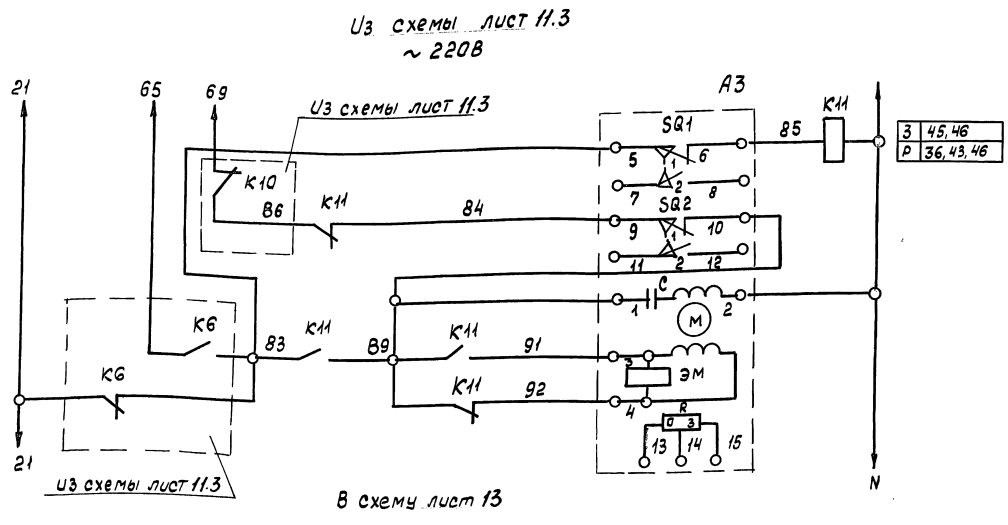 Из схемы лист 11.3
~ 220В
21
65
69
Из схемы лист 11.3
А3
К11
SQ1
85
З 45,46
Р 36,43,46
5
1
6
К10
7
2
8
В6
К11
84
SQ2
9
1
10
11
2
12
С
1
2
М
К6
83
К11
В9
К11
91
3
ЭМ
К6
К11
92
4
R
0 3
13
14
15
21
из схемы лист 11.3
В схему лист 13
N